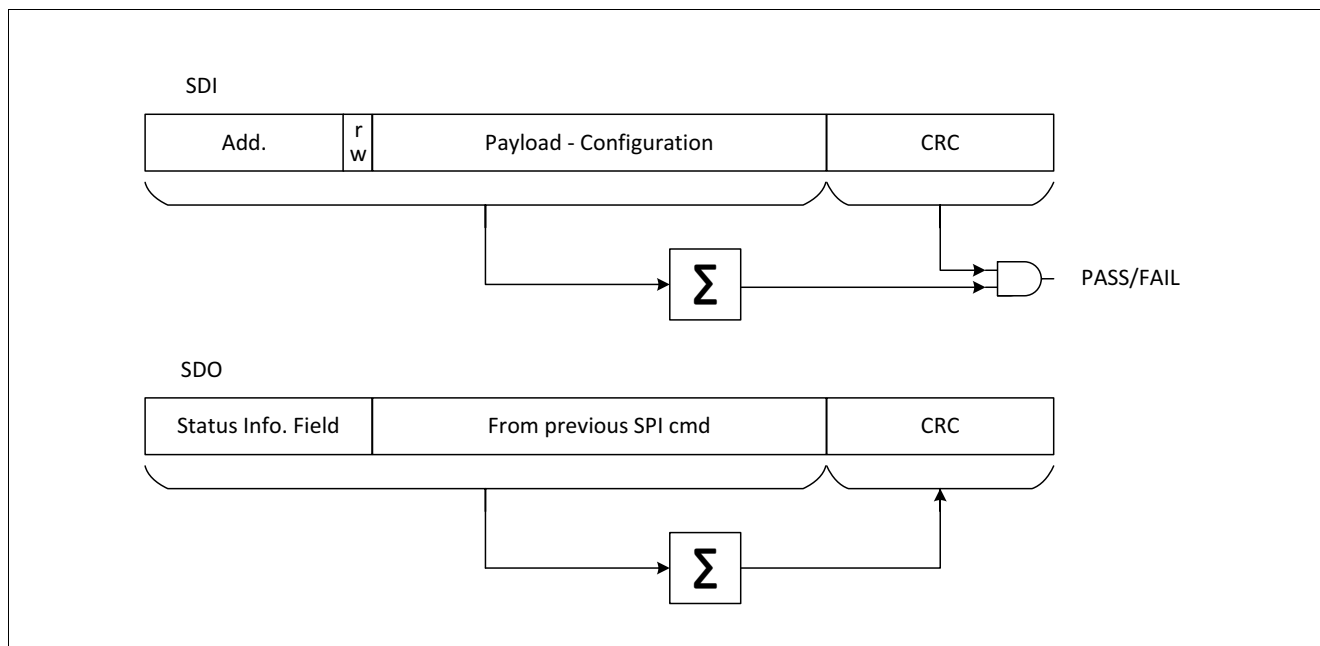 SDI
Add.
r
w
Payload - Configuration
CRC
Σ
PASS/FAIL
SDO
Status Info. Field
From previous SPI cmd
CRC
Σ